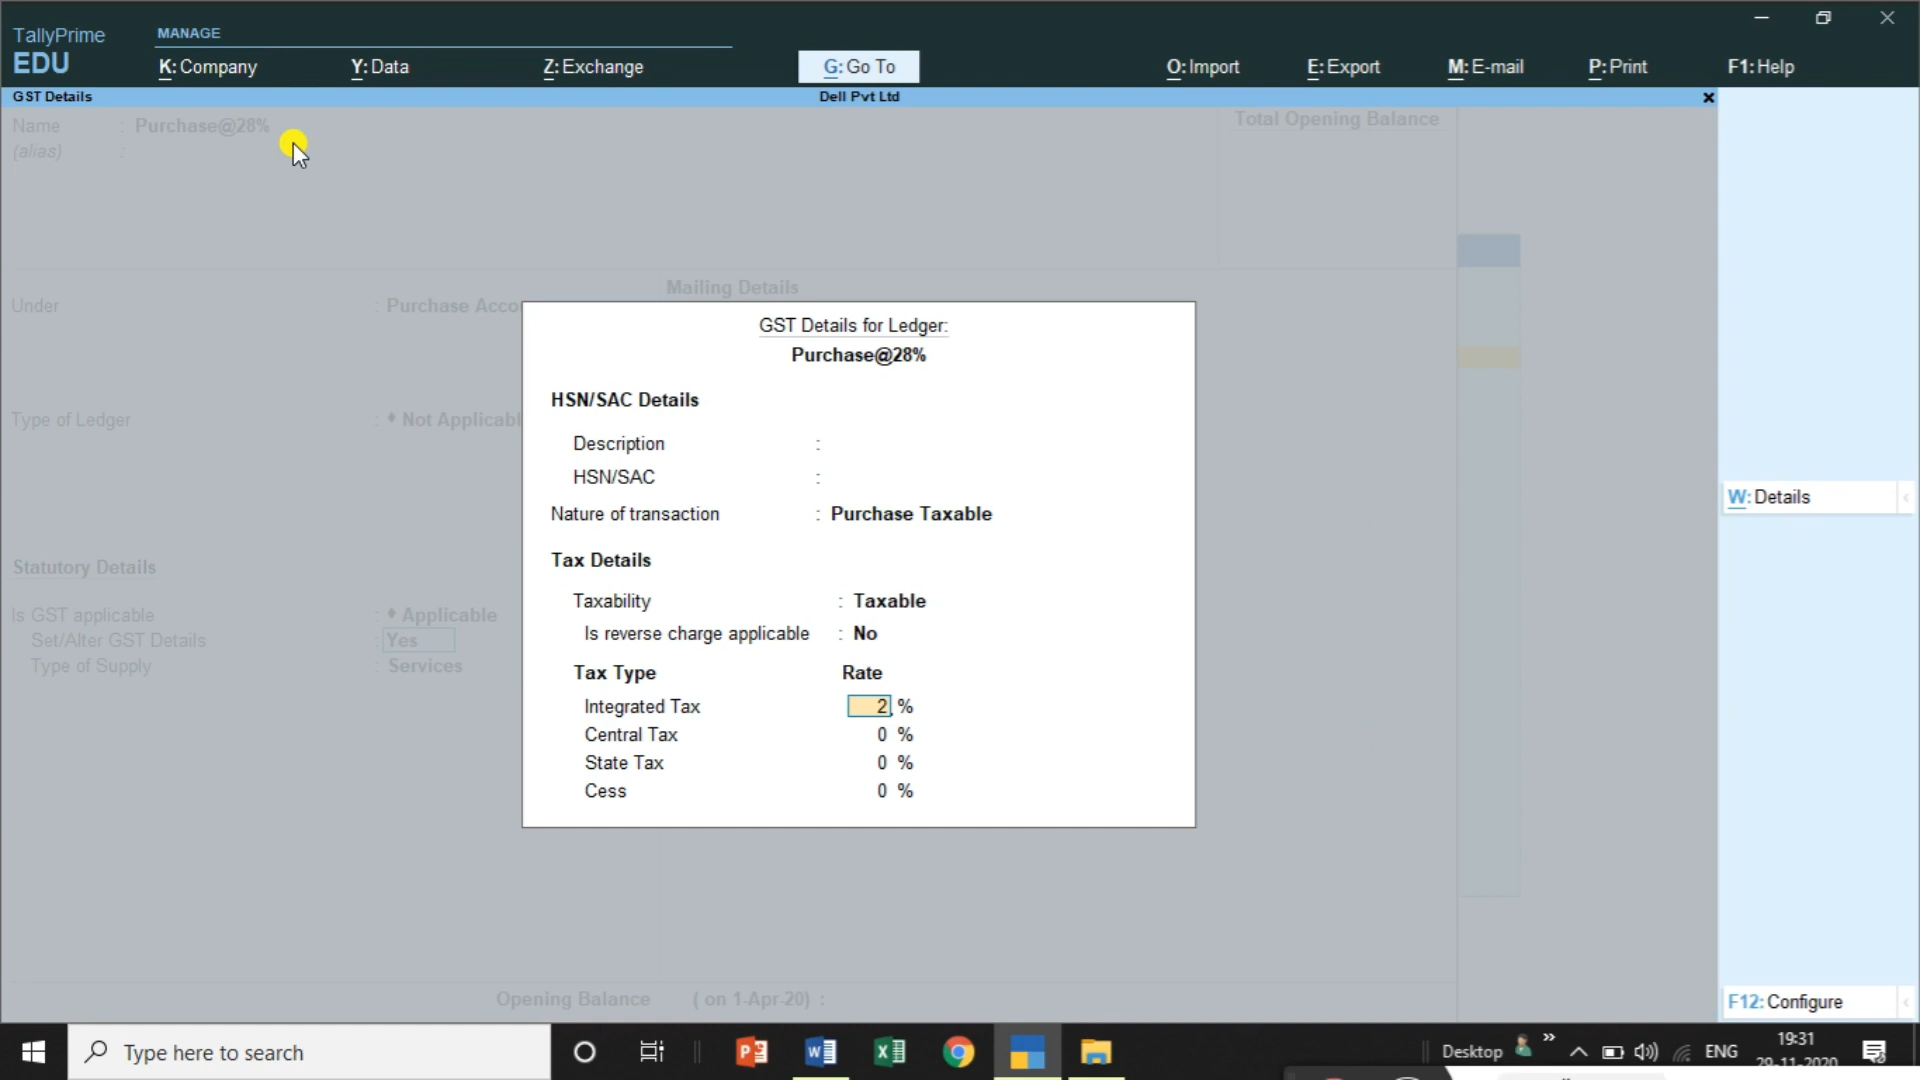 TallyPrime
EDU
MANAGE
K: Company
Y: Data
Z: Exchange
G: Go To
O: Import
E: Export
M: E-mail
P: Print
F1: Help
GST Details
Dell Pvt Ltd
Name : Purchase@28%
(alias) :
Total Opening Balance
Mailing Details
Under : Purchase Acco
Type of Ledger : ♦ Not Applicabl
Statutory Details
Is GST applicable : ♦ Applicable
Set/Alter GST Details : Yes
Type of Supply : Services
GST Details for Ledger:
Purchase@28%
HSN/SAC Details
Description :
HSN/SAC :
Nature of transaction : Purchase Taxable
Tax Details
Taxability : Taxable
Is reverse charge applicable : No
Tax Type Rate
Integrated Tax 2 %
Central Tax 0 %
State Tax 0 %
Cess 0 %
Opening Balance ( on 1-Apr-20) :
W: Details
F12: Configure
Type here to search
Desktop
ENG
19:31
29-11-2020